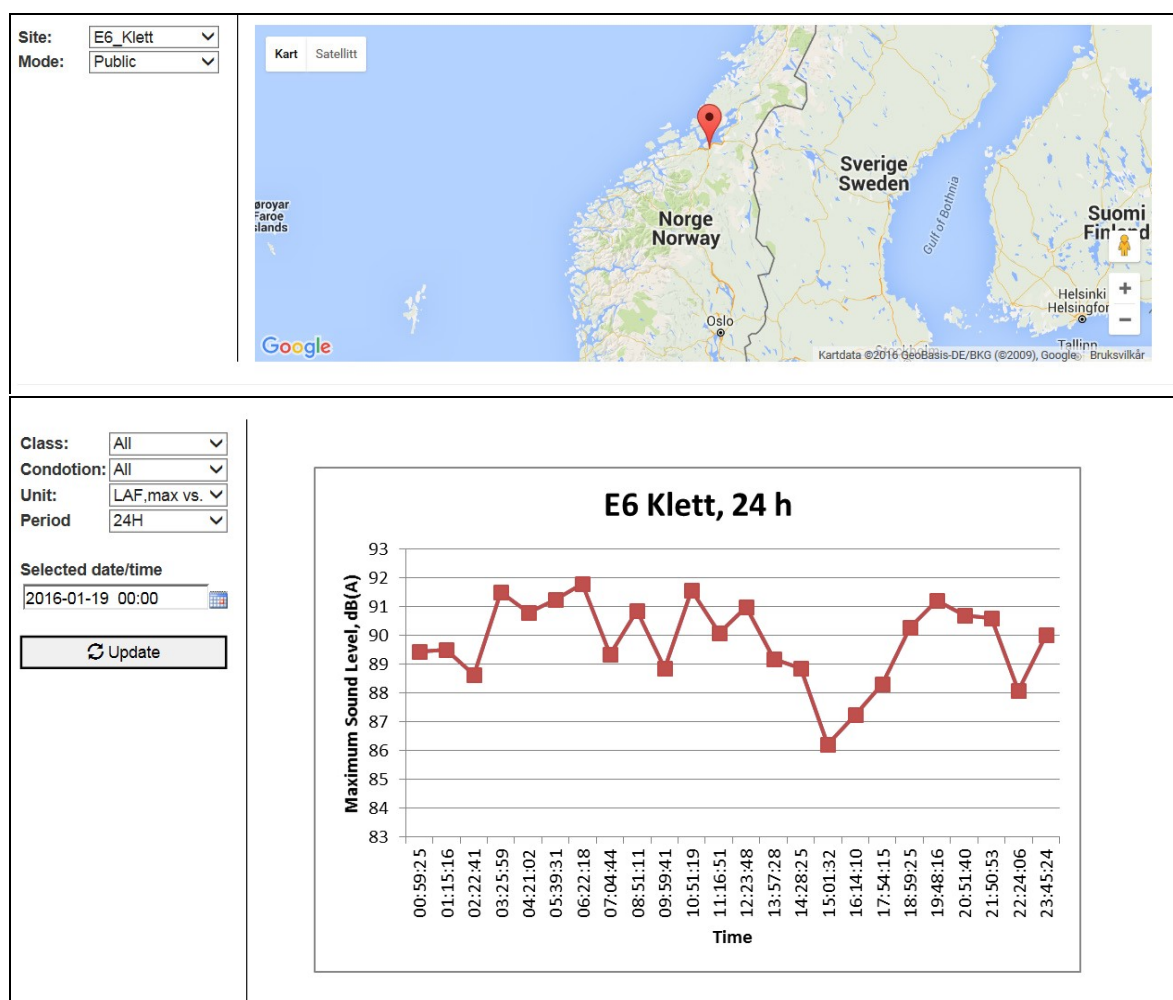 Site: E6_Klett
Mode: Public
Kart Satellitt
Sverige
Sweden
Norge
Norway
Suomi
Finland
Gulf of Bothnia
øroyar
Faroe
slands
Oslo
Helsinki
Helsingfor
Tallinn
+
−
Google
Kartdata ©2016 GeoBasis-DE/BKG (©2009), Google Bruksvilkår
Class: All
Condotion: All
Unit: LAF,max vs.
Period 24H
Selected date/time
2016-01-19 00:00
Update
E6 Klett, 24 h
Maximum Sound Level, dB(A)
93
92
91
90
89
88
87
86
85
84
83
00:59:25
01:15:16
02:22:41
03:25:59
04:21:02
05:39:31
06:22:18
07:04:44
08:51:11
09:59:41
10:51:19
11:16:51
12:23:48
13:57:28
14:28:25
15:01:32
16:14:10
17:54:15
18:59:25
19:48:16
20:51:40
21:50:53
22:24:06
23:45:24
Time